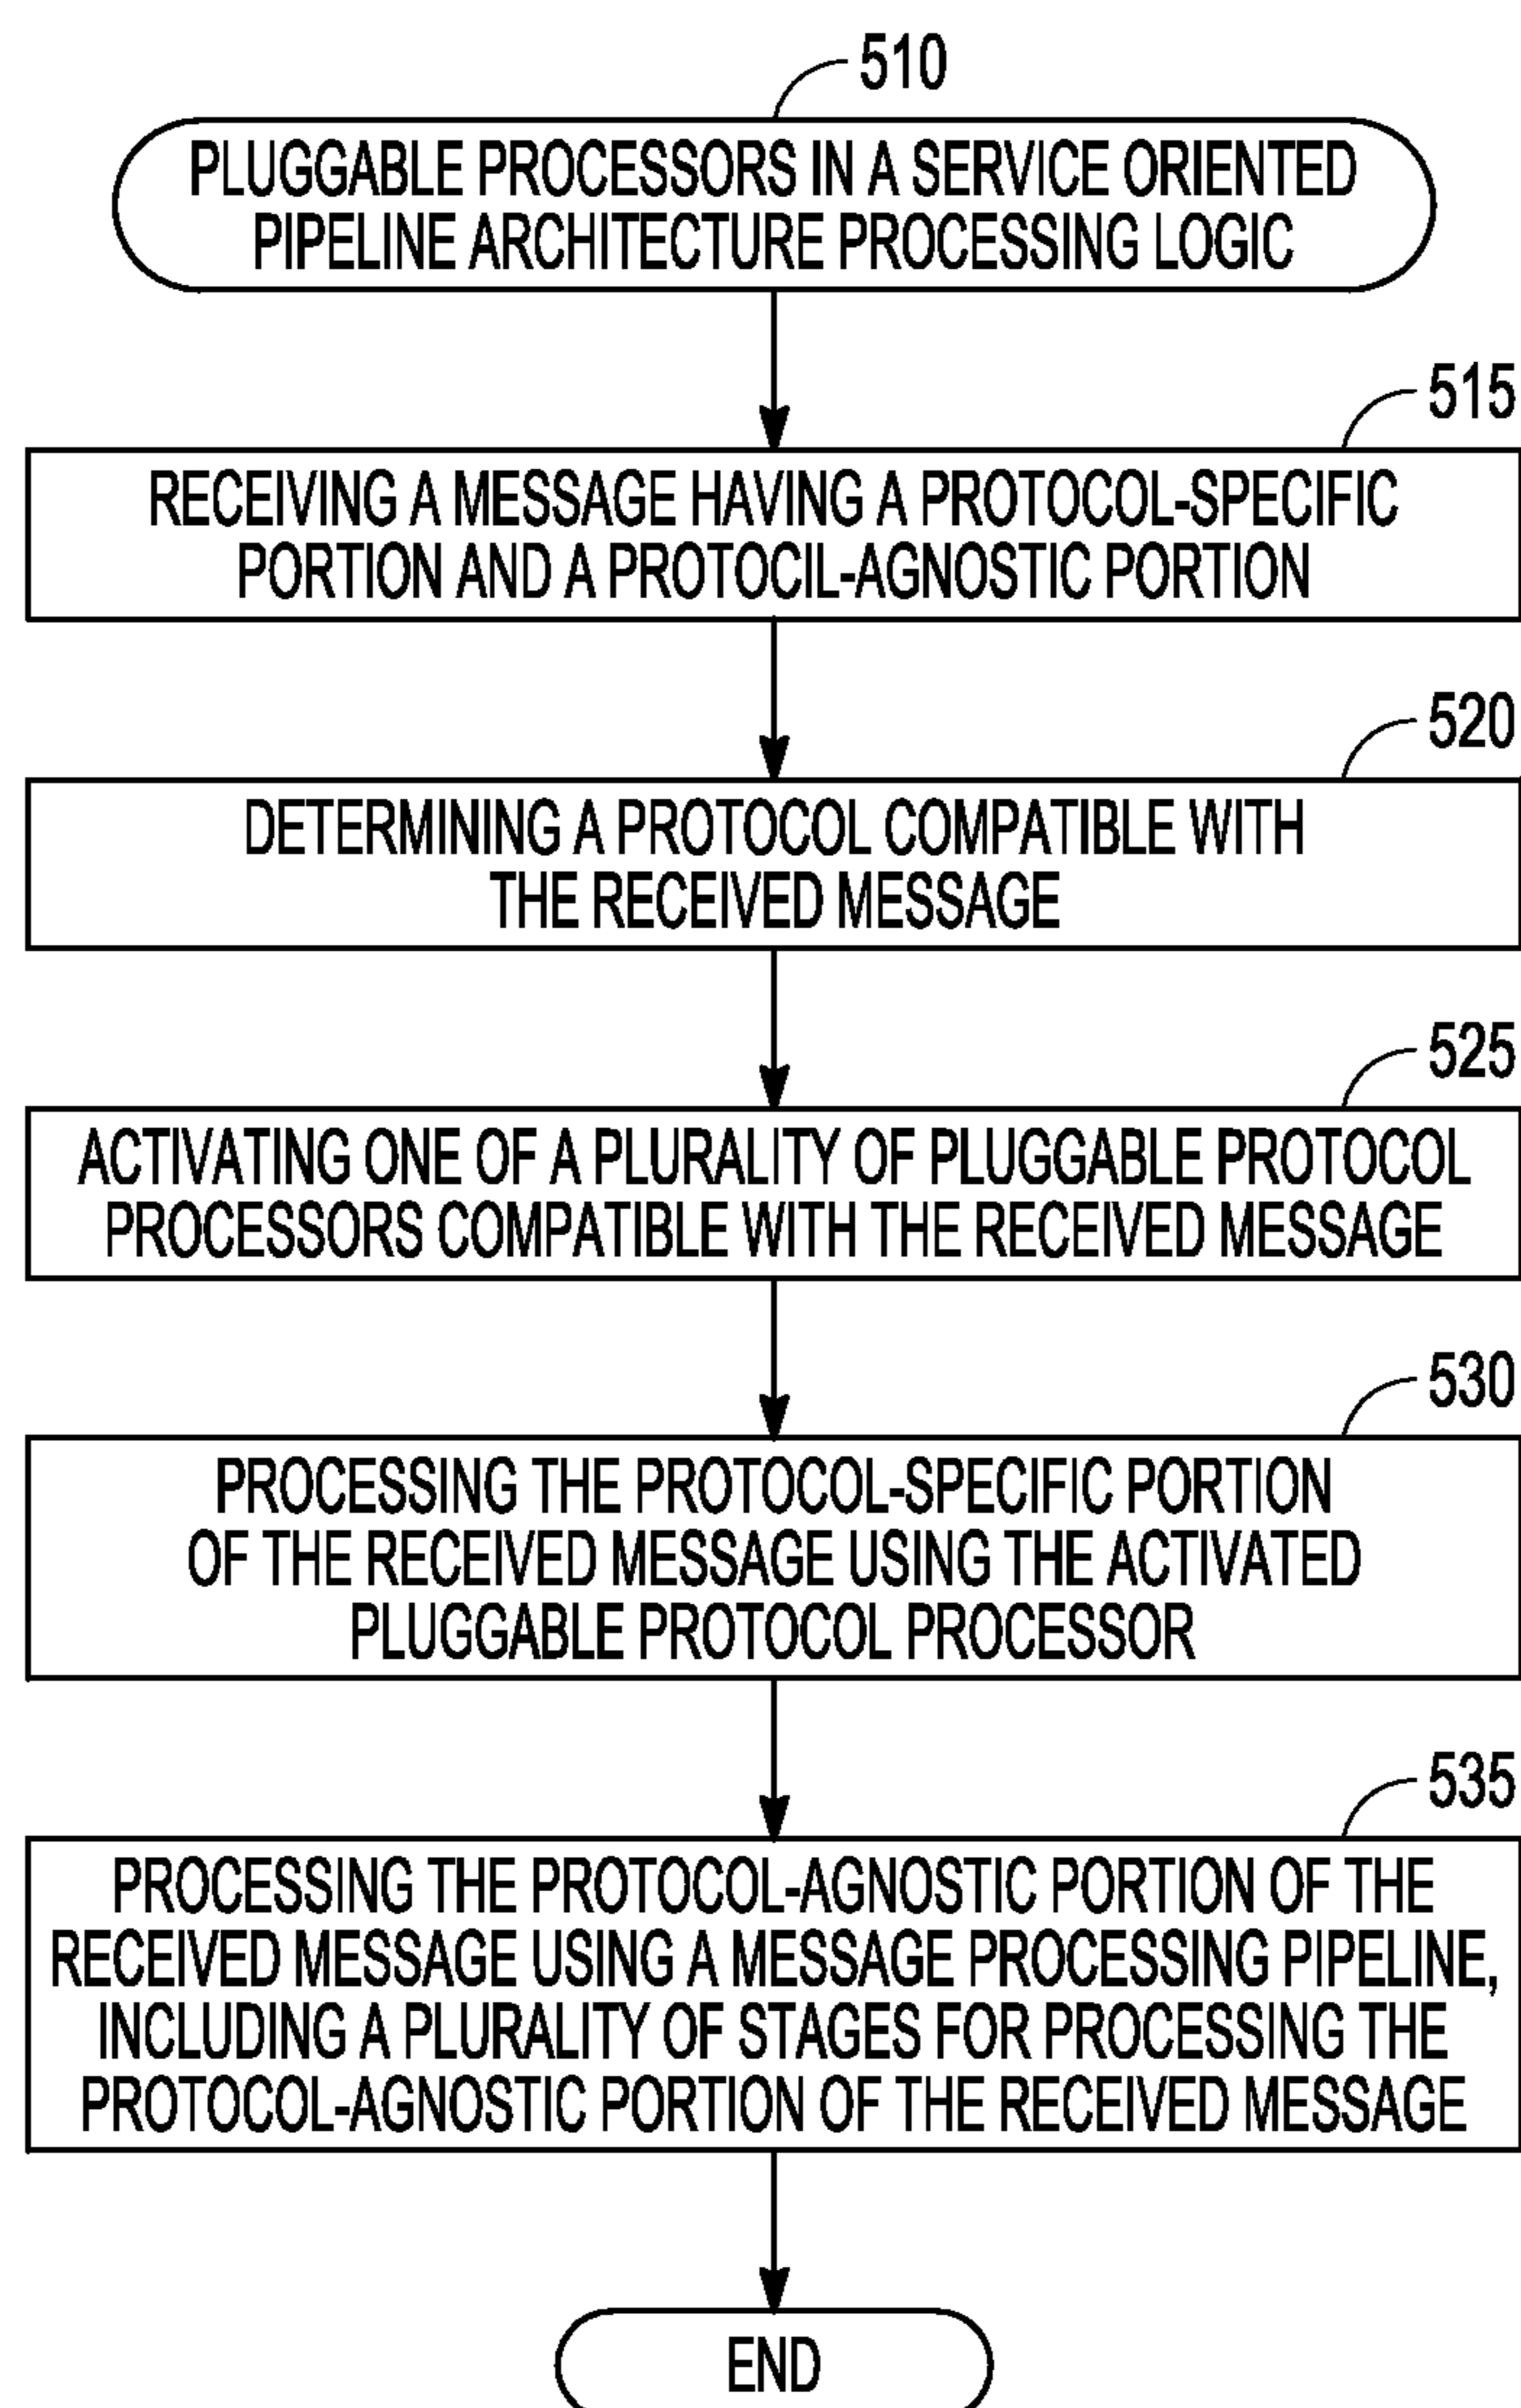 510
PLUGGABLE PROCESSORS IN A SERVICE ORIENTED
PIPELINE ARCHITECTURE PROCESSING LOGIC
515
RECEIVING A MESSAGE HAVING A PROTOCOL-SPECIFIC
PORTION AND A PROTOCIL-AGNOSTIC PORTION
520
DETERMINING A PROTOCOL COMPATIBLE WITH
THE RECEIVED MESSAGE
525
ACTIVATING ONE OF A PLURALITY OF PLUGGABLE PROTOCOL
PROCESSORS COMPATIBLE WITH THE RECEIVED MESSAGE
530
PROCESSING THE PROTOCOL-SPECIFIC PORTION
OF THE RECEIVED MESSAGE USING THE ACTIVATED
PLUGGABLE PROTOCOL PROCESSOR
535
PROCESSING THE PROTOCOL-AGNOSTIC PORTION OF THE
RECEIVED MESSAGE USING A MESSAGE PROCESSING PIPELINE,
INCLUDING A PLURALITY OF STAGES FOR PROCESSING THE
PROTOCOL-AGNOSTIC PORTION OF THE RECEIVED MESSAGE
END